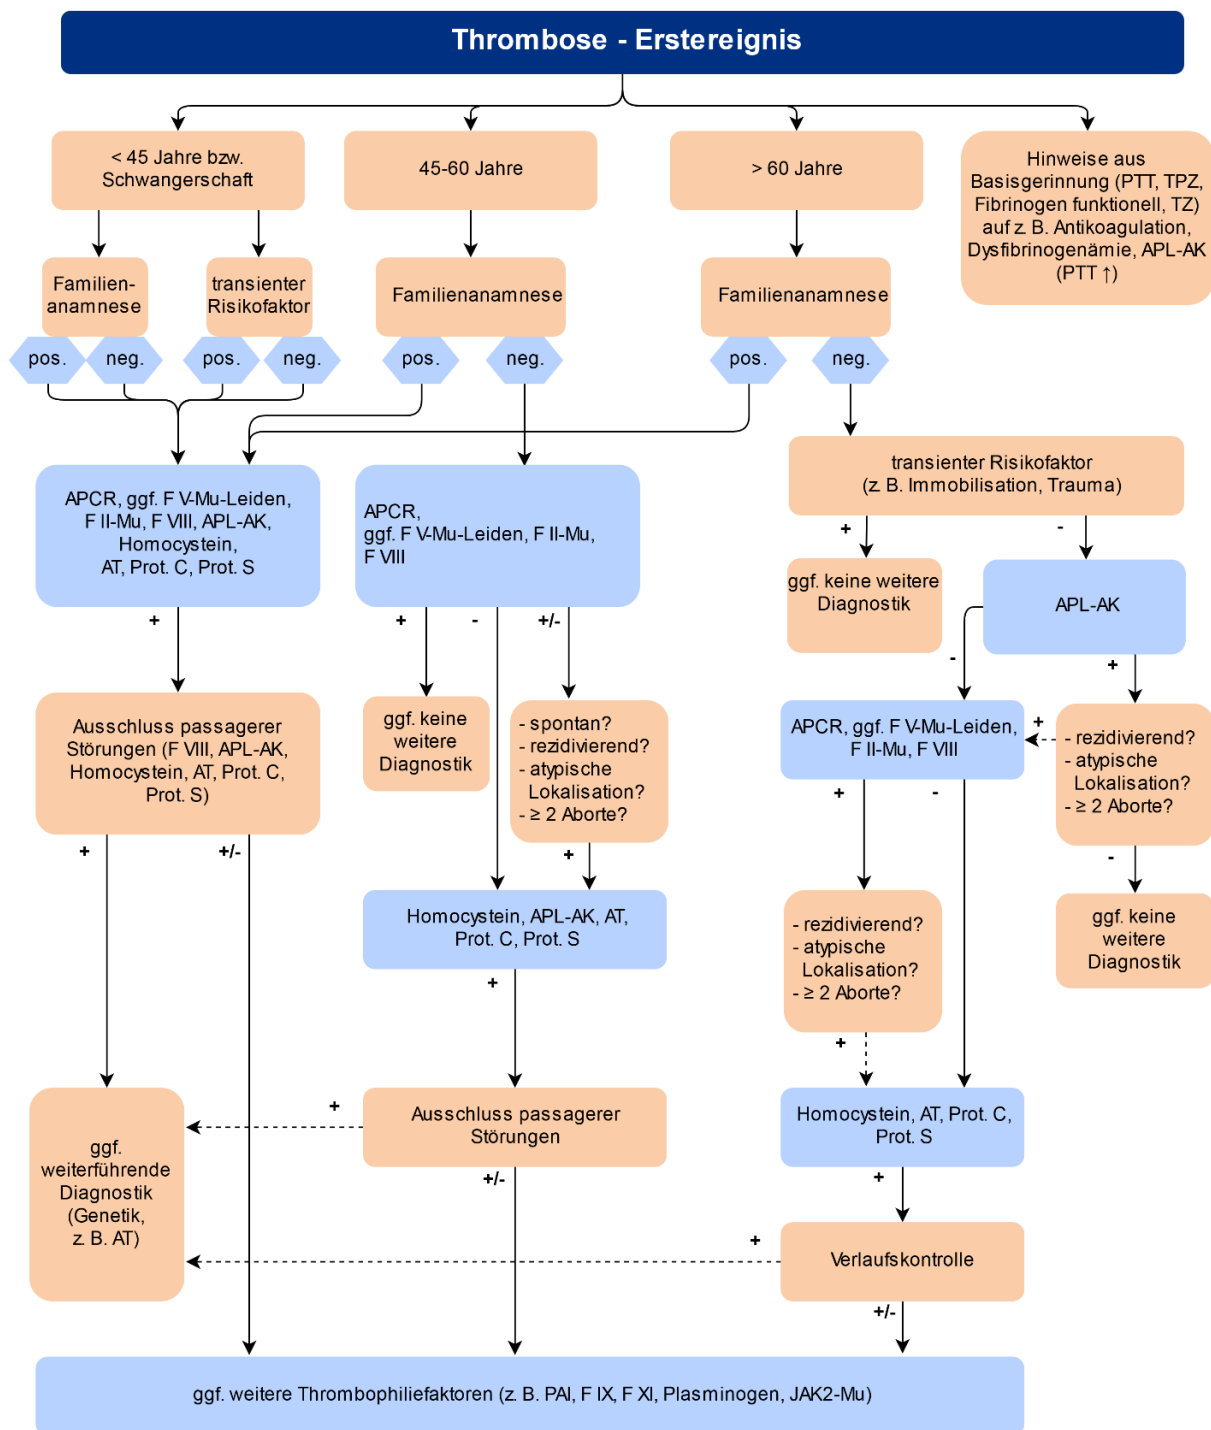 Thrombose - Erstereignis
< 45 Jahre bzw.
Schwangerschaft
45-60 Jahre
> 60 Jahre
Hinweise aus
Basisgerinnung (PTT, TPZ,
Fibrinogen funktionell, TZ)
auf z. B. Antikoagulation,
Dysfibrinogenämie, APL-AK
(PTT ↑)
Familien-
anamnese
transienter
Risikofaktor
Familienanamnese
Familienanamnese
pos.
neg.
pos.
neg.
pos.
neg.
pos.
neg.
transienter Risikofaktor
(z. B. Immobilisation, Trauma)
APCR, ggf. F V-Mu-Leiden,
F II-Mu, F VIII, APL-AK,
Homocystein,
AT, Prot. C, Prot. S
APCR,
ggf. F V-Mu-Leiden, F II-Mu,
F VIII
+
-
ggf. keine weitere
Diagnostik
APL-AK
+
+
-
+/-
-
+
Ausschluss passagerer
Störungen (F VIII, APL-AK,
Homocystein, AT, Prot. C,
Prot. S)
ggf. keine
weitere
Diagnostik
- spontan?
- rezidivierend?
- atypische
Lokalisation?
- ≥ 2 Aborte?
APCR, ggf. F V-Mu-Leiden,
F II-Mu, F VIII
+
- rezidivierend?
- atypische
Lokalisation?
- ≥ 2 Aborte?
+
+/-
+
+
-
-
Homocystein, APL-AK, AT,
Prot. C, Prot. S
- rezidivierend?
- atypische
Lokalisation?
- ≥ 2 Aborte?
ggf. keine
weitere
Diagnostik
+
+
ggf.
weiterführende
Diagnostik
(Genetik,
z. B. AT)
+
Ausschluss passagerer
Störungen
Homocystein, AT, Prot. C,
Prot. S
+/-
+
+
Verlaufskontrolle
+/-
ggf. weitere Thrombophiliefaktoren (z. B. PAI, F IX, F XI, Plasminogen, JAK2-Mu)